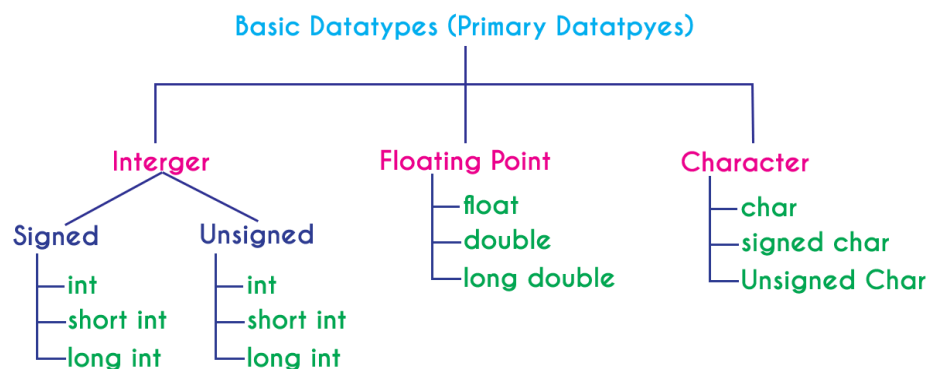 Basic Datatypes (Primary Datatpyes)
Interger
Floating Point
Character
Signed
Unsigned
int
short int
long int
int
short int
long int
float
double
long double
char
signed char
Unsigned Char